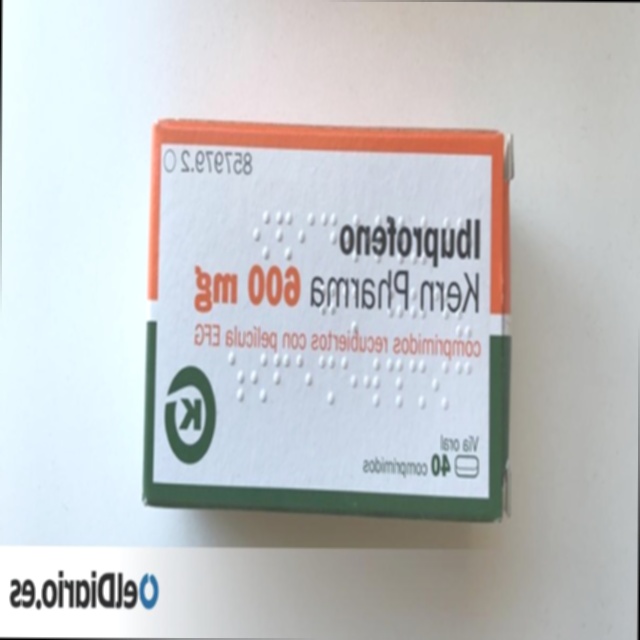 857979.2
Ibuprofeno
Kern Pharma 600 mg
comprimidos recubiertos con película EFG
K
Vía oral
40 comprimidos
elDiario.es